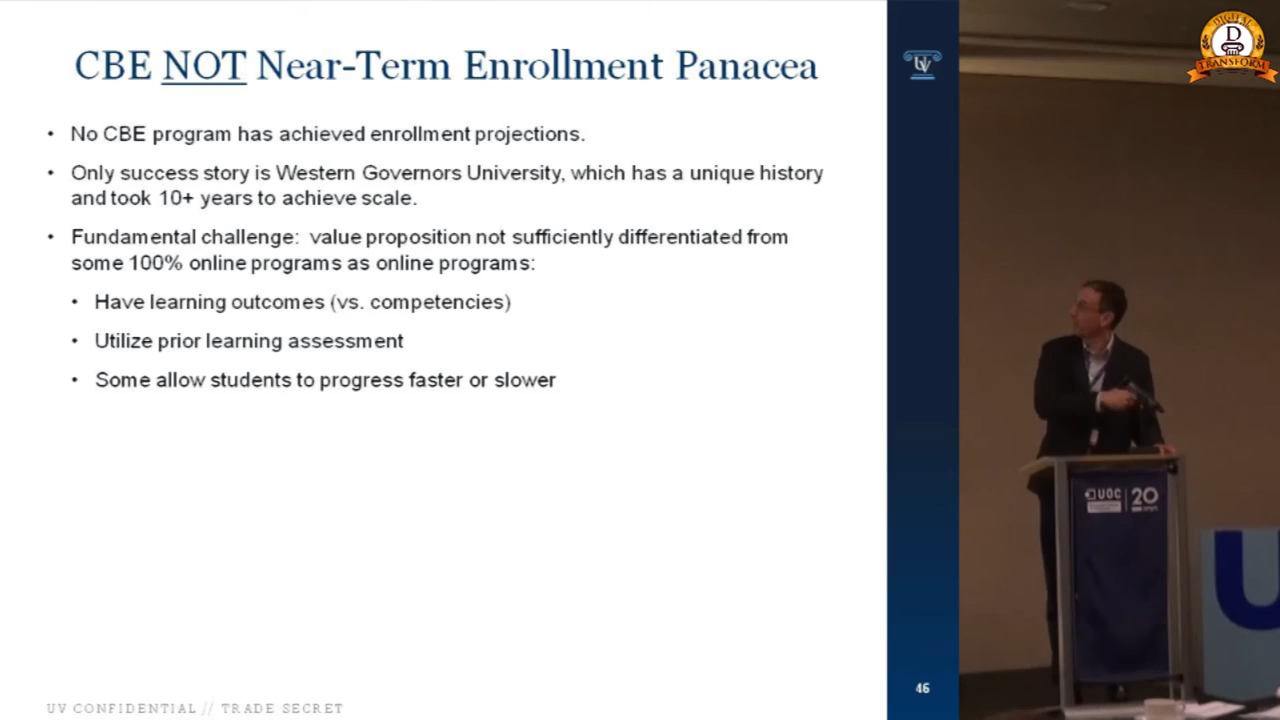 CBE NOT Near-Term Enrollment Panacea
• No CBE program has achieved enrollment projections.
• Only success story is Western Governors University, which has a unique history
and took 10+ years to achieve scale.
• Fundamental challenge: value proposition not sufficiently differentiated from
some 100% online programs as online programs:
• Have learning outcomes (vs. competencies)
• Utilize prior learning assessment
• Some allow students to progress faster or slower
UV CONFIDENTIAL // TRADE SECRET
UV
46
DIGITAL
D
TRANSFORM
UOC 20
U